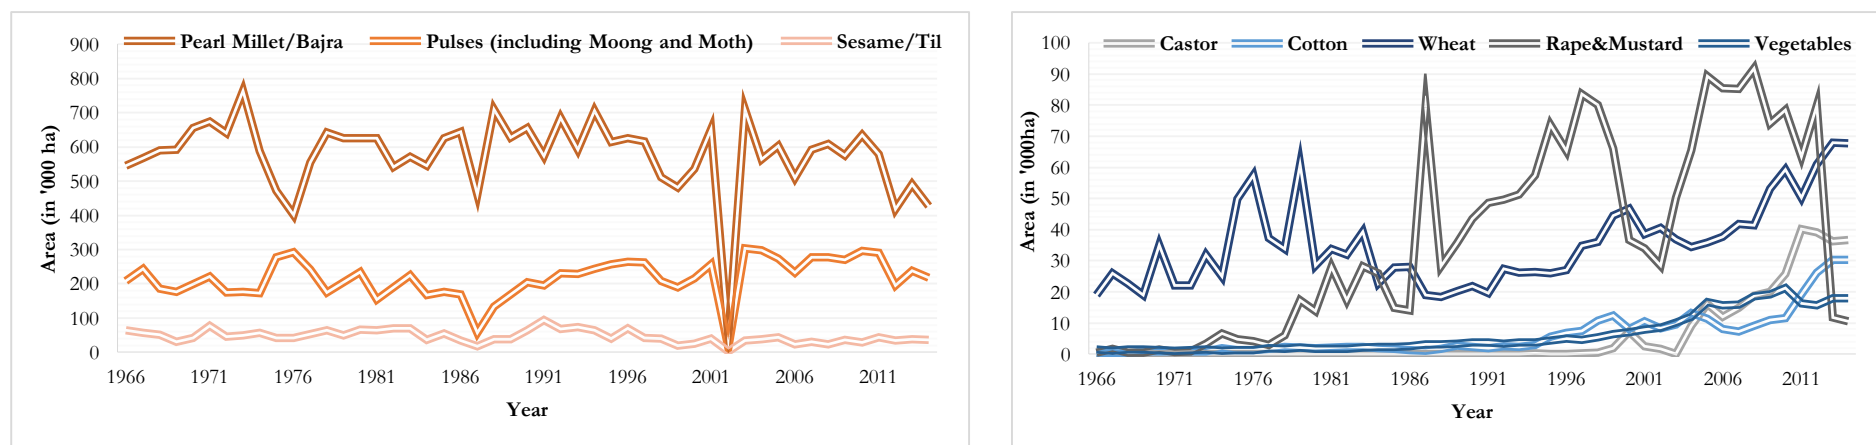 Pearl Millet/Bajra Pulses (including Moong and Moth) Sesame/Til
900
800
700
600
500
400
300
200
100
0
Area (in '000 ha)
1966 1971 1976 1981 1986 1991 1996 2001 2006 2011
Year
Castor Cotton Wheat Rape&Mustard Vegetables
100
90
80
70
60
50
40
30
20
10
0
Area (in '000ha)
1966 1971 1976 1981 1986 1991 1996 2001 2006 2011
Year